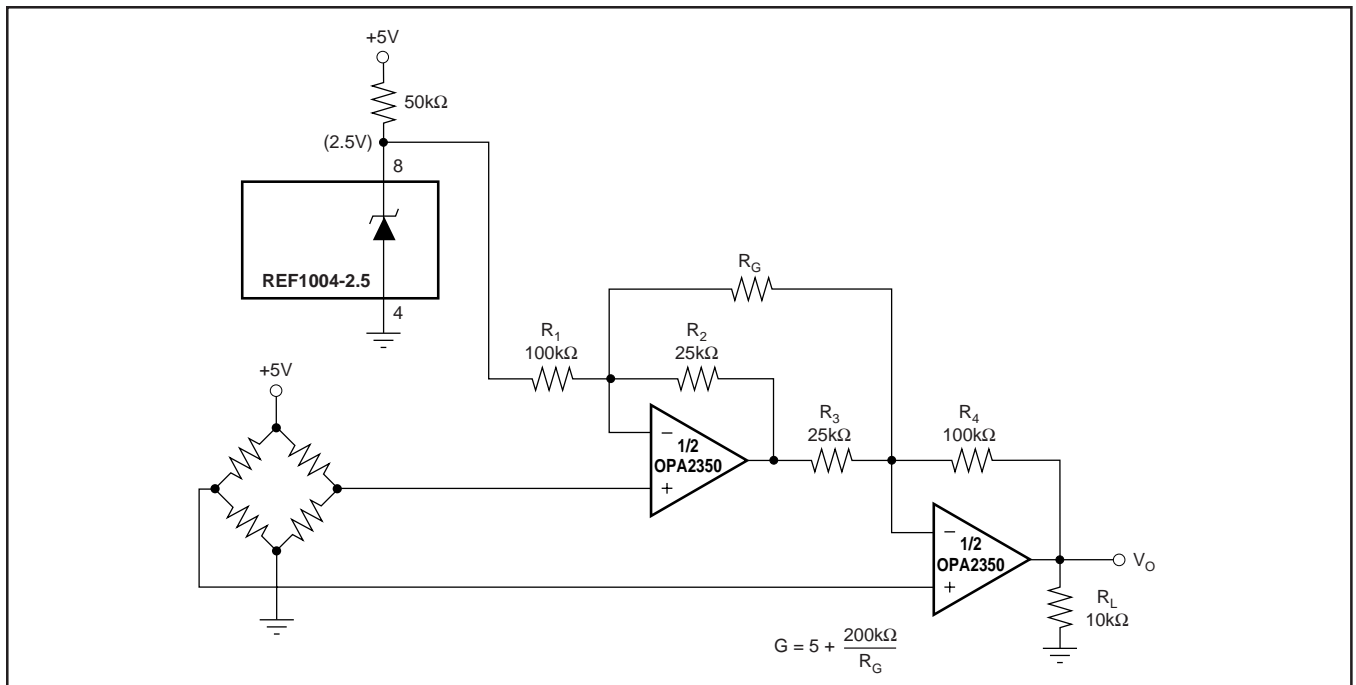 +5V
50kΩ
(2.5V)
8
REF1004-2.5
4
R_G
R_1
100kΩ
R_2
25kΩ
+5V
R_3
25kΩ
R_4
100kΩ
−
1/2
OPA2350
+
−
1/2
OPA2350
+
V_O
R_L
10kΩ
G = 5 + 200kΩ / R_G